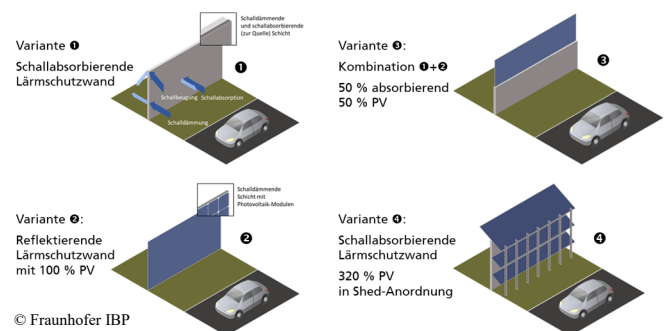 Variante ❶
Schallabsorbierende
Lärmschutzwand
Schalldämmende
und schallabsorbierende
(zur Quelle) Schicht
❶
Schallbeugung Schallabsorption
Schalldämmung
Variante ❸:
Kombination ❶+❷
50 % absorbierend
50 % PV
❸
Variante ❷:
Reflektierende
Lärmschutzwand
mit 100 % PV
Schalldämmende
Schicht mit
Photovoltaik-Modulen
❷
Variante ❹:
Schallabsorbierende
Lärmschutzwand
320 % PV
in Shed-Anordnung
❹
© Fraunhofer IBP